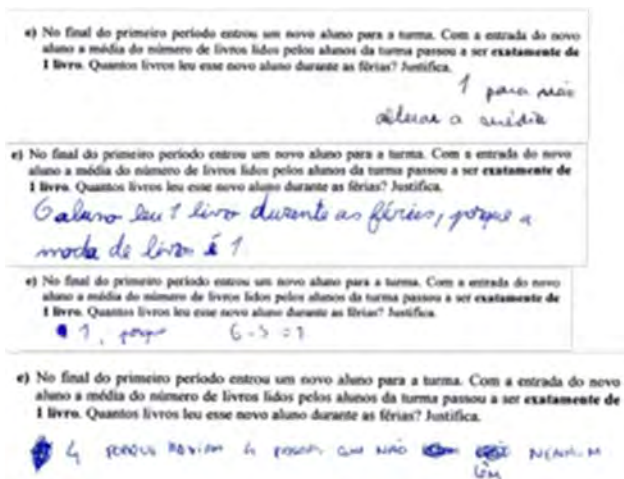 e) No final do primeiro período entrou um novo aluno para a turma. Com a entrada do novo
aluno a média do número de livros lidos pelos alunos da turma passou a ser exatamente de
1 livro. Quantos livros leu esse novo aluno durante as férias? Justifica.
1 para não
alterar a média
e) No final do primeiro período entrou um novo aluno para a turma. Com a entrada do novo
aluno a média do número de livros lidos pelos alunos da turma passou a ser exatamente de
1 livro. Quantos livros leu esse novo aluno durante as férias? Justifica.
O aluno leu 1 livro durante as férias, porque a
moda de livros é 1
e) No final do primeiro período entrou um novo aluno para a turma. Com a entrada do novo
aluno a média do número de livros lidos pelos alunos da turma passou a ser exatamente de
1 livro. Quantos livros leu esse novo aluno durante as férias? Justifica.
1, porque 6-5=1
e) No final do primeiro período entrou um novo aluno para a turma. Com a entrada do novo
aluno a média do número de livros lidos pelos alunos da turma passou a ser exatamente de
1 livro. Quantos livros leu esse novo aluno durante as férias? Justifica.
4 PORQUE HAVIAM 4 QUE NÃO LÊM NENHUM